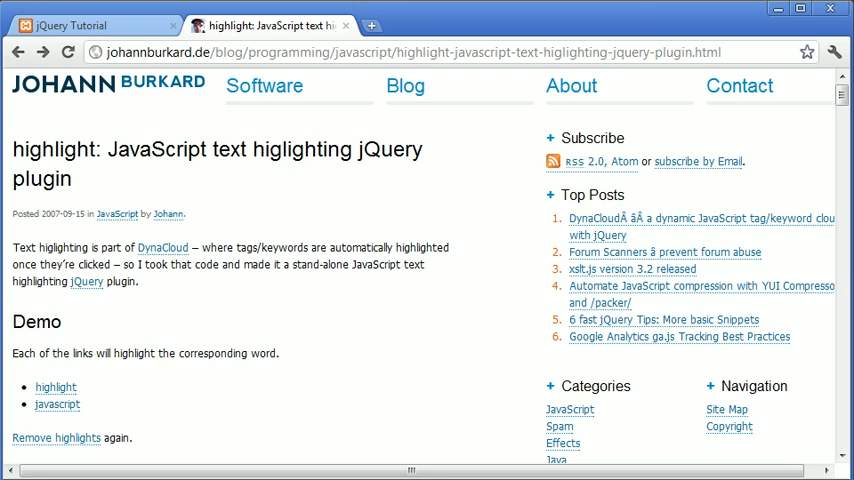 jQuery Tutorial
highlight: JavaScript text hi
johannburkard.de/blog/programming/javascript/highlight-javascript-text-higlighting-jquery-plugin.html
JOHANN BURKARD
Software
Blog
About
Contact
highlight: JavaScript text higlighting jQuery
plugin
Posted 2007-09-15 in JavaScript by Johann.
Text higlighting is part of DynaCloud – where tags/keywords are automatically highlighted
once they're clicked – so I took that code and made it a stand-alone JavaScript text
highlighting jQuery plugin.
Demo
Each of the links will highlight the corresponding word.
highlight
javascript
Remove highlights again.
+ Subscribe
RSS 2.0, Atom or subscribe by Email.
+ Top Posts
1. DynaCloudÂ âÂ a dynamic JavaScript tag/keyword clou
with jQuery
2. Forum Scanners â prevent forum abuse
3. xslt.js version 3.2 released
4. Automate JavaScript compression with YUI Compresso
and /packer/
5. 6 fast jQuery Tips: More basic Snippets
6. Google Analytics ga.js Tracking Best Practices
+ Categories
JavaScript
Spam
Effects
Java
+ Navigation
Site Map
Copyright